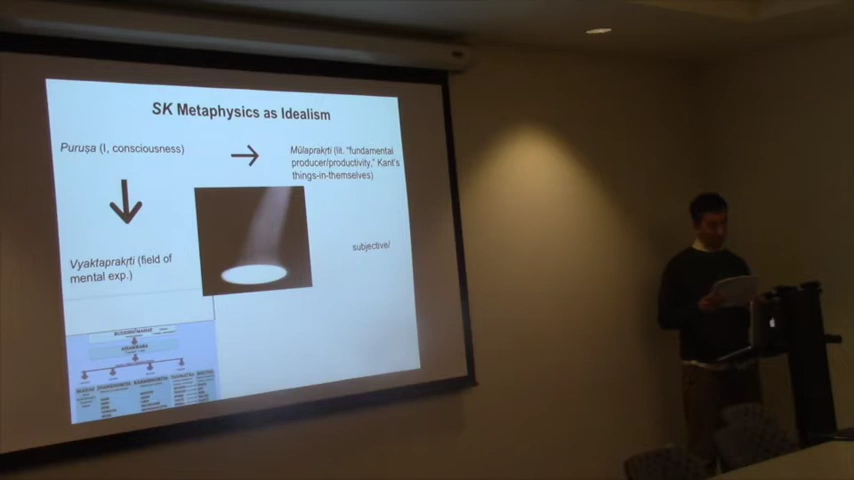 SK Metaphysics as Idealism
Puruṣa (I, consciousness)
Mūlaprakṛti (lit. "fundamental
producer/productivity," Kant's
things-in-themselves)
Vyaktaprakṛti (field of
mental exp.)
subjective/
AHAMKARA